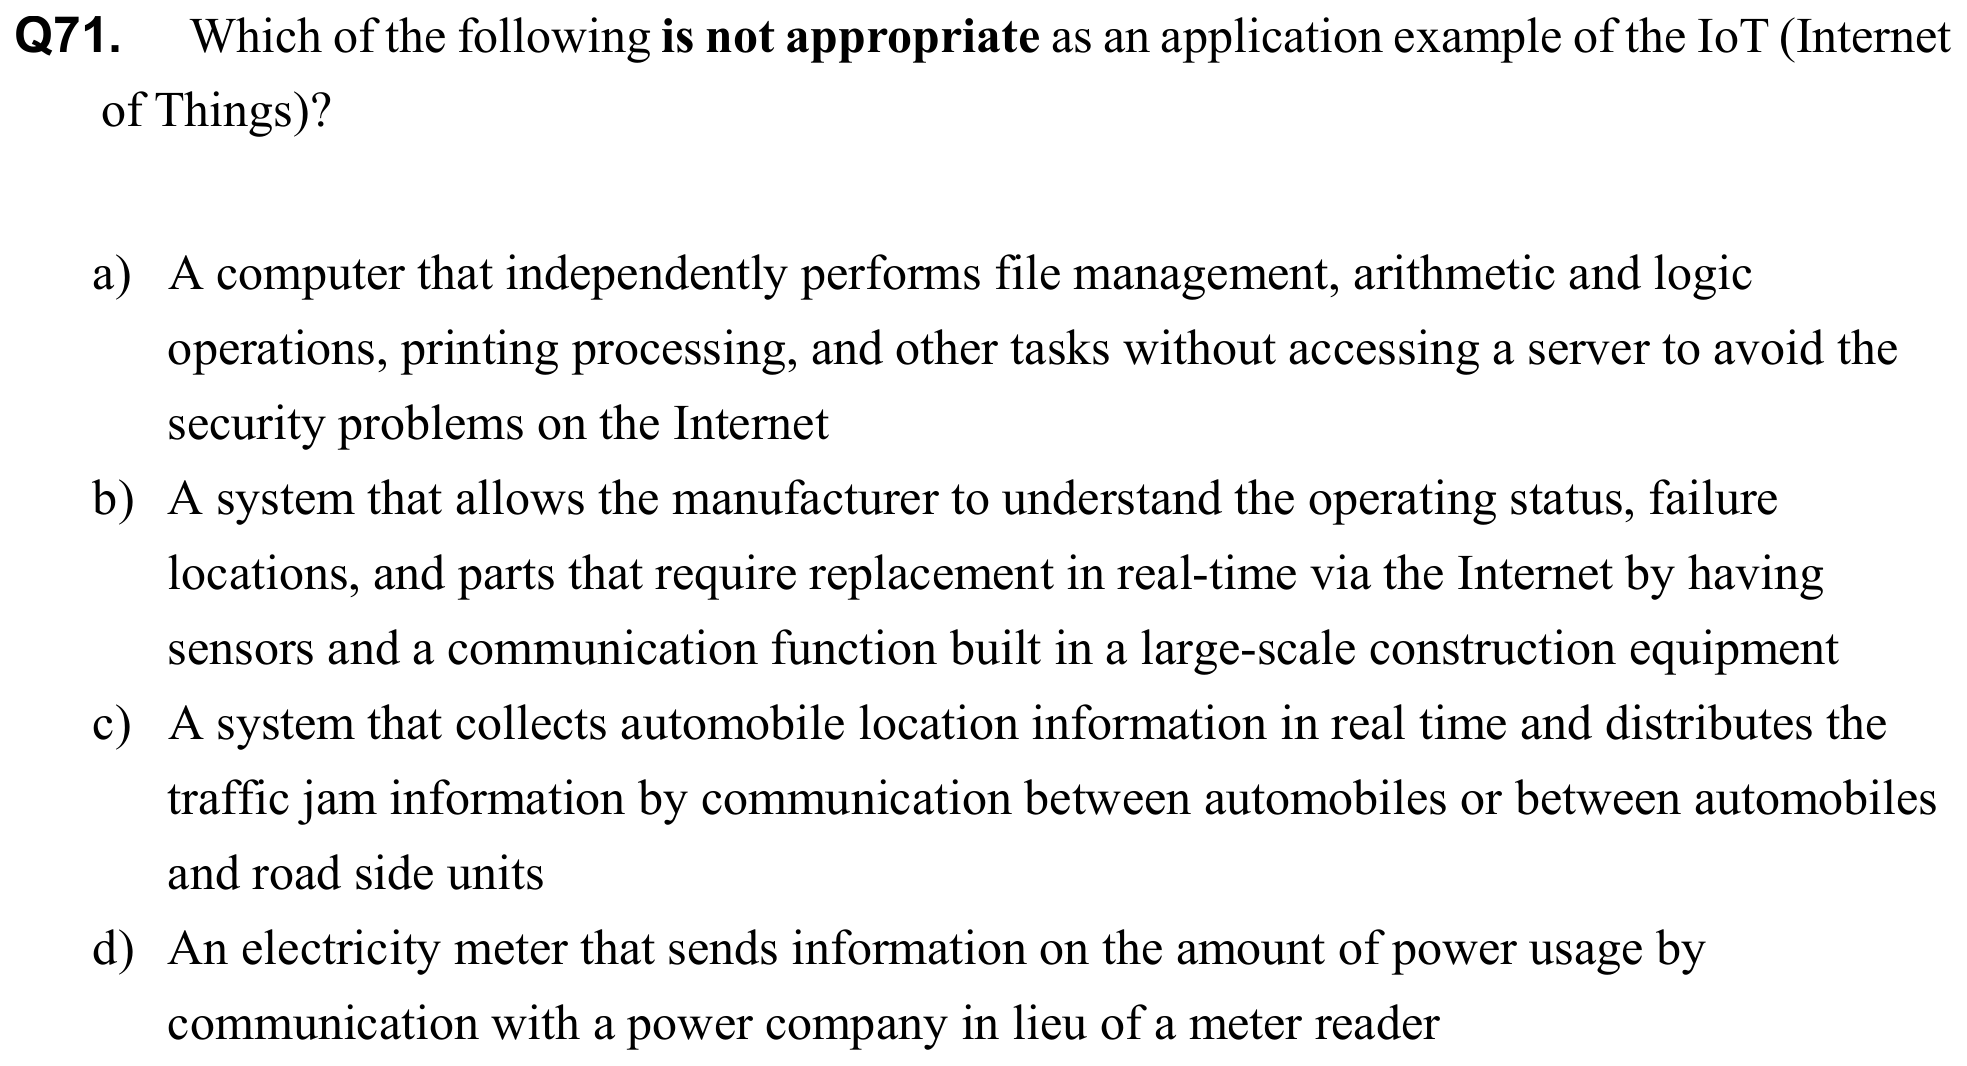 Q71. Which of the following is not appropriate as an application example of the IoT (Internet
of Things)?
a) A computer that independently performs file management, arithmetic and logic
operations, printing processing, and other tasks without accessing a server to avoid the
security problems on the Internet
b) A system that allows the manufacturer to understand the operating status, failure
locations, and parts that require replacement in real-time via the Internet by having
sensors and a communication function built in a large-scale construction equipment
c) A system that collects automobile location information in real time and distributes the
traffic jam information by communication between automobiles or between automobiles
and road side units
d) An electricity meter that sends information on the amount of power usage by
communication with a power company in lieu of a meter reader